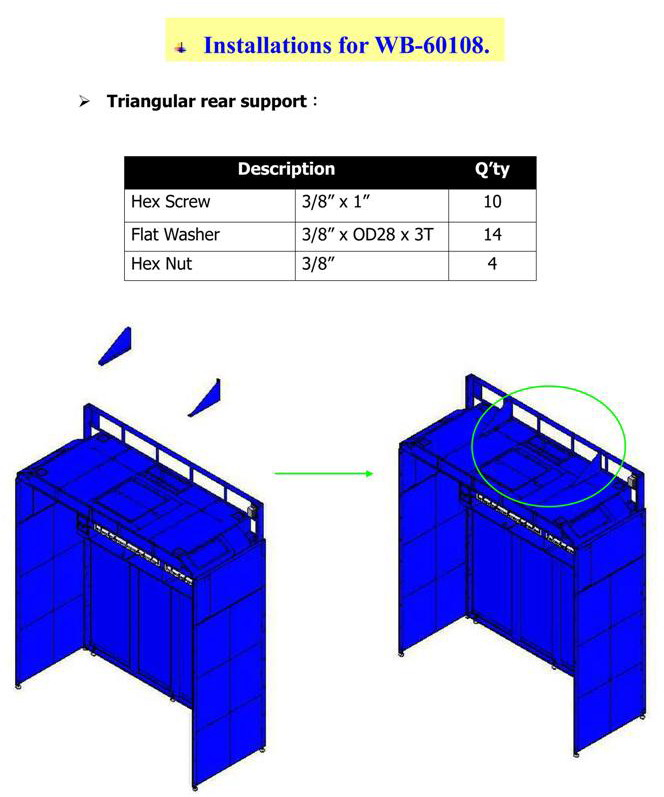 Installations for WB-60108.
➢ Triangular rear support：
Description Q’ty
Hex Screw 3/8” x 1” 10
Flat Washer 3/8” x OD28 x 3T 14
Hex Nut 3/8” 4